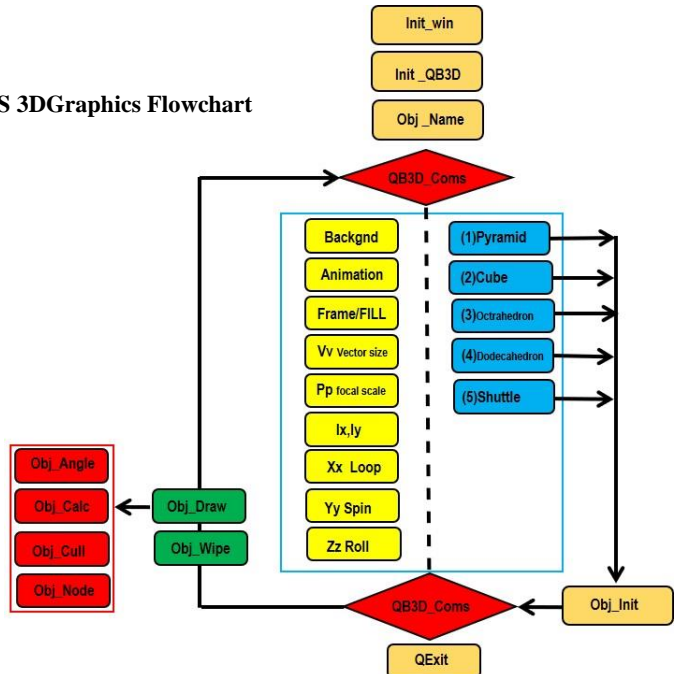 Init_win
Init _QB3D
S 3DGraphics Flowchart
Obj _Name
QB3D_Coms
Backgnd
(1)Pyramid
Animation
(2)Cube
Frame/FILL
(3)Octrahedron
Vv Vector size
(4)Dodecahedron
Pp focal scale
(5)Shuttle
Ix,Iy
Xx Loop
Yy Spin
Zz Roll
Obj_Angle
Obj_Calc
Obj_Cull
Obj_Node
Obj_Draw
Obj_Wipe
QB3D_Coms
Obj_Init
QExit